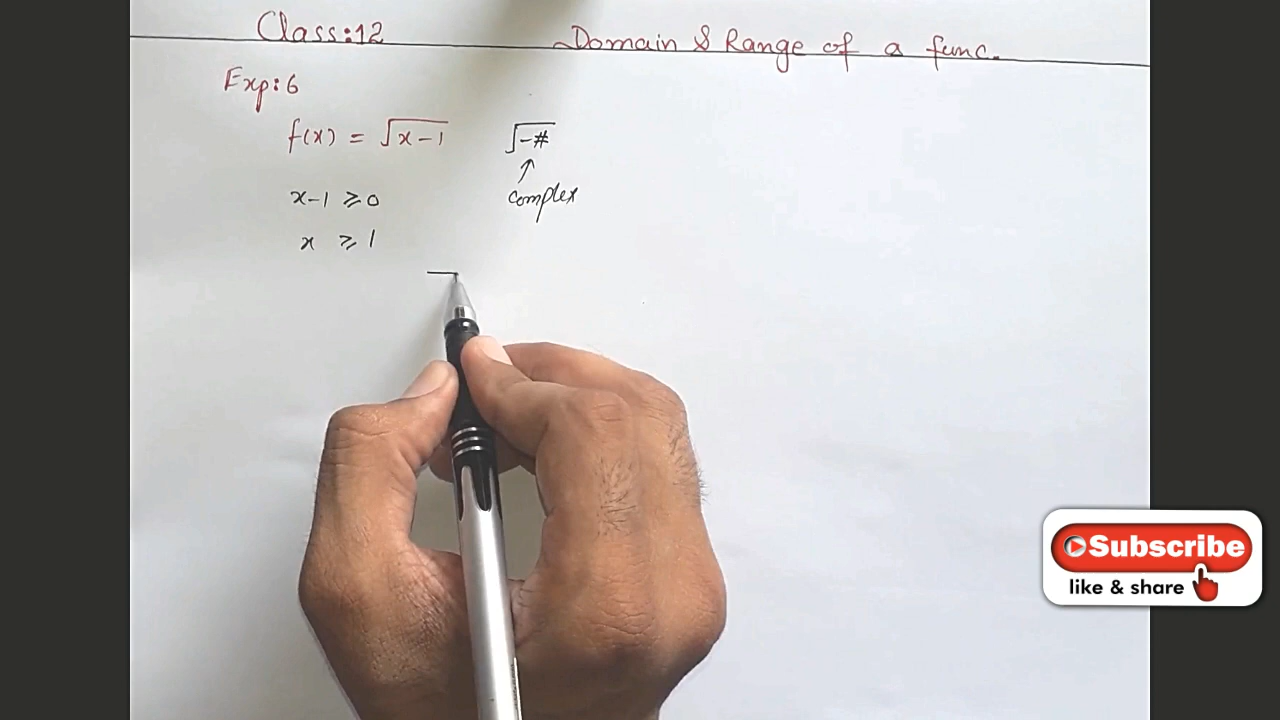 Class:12 Domain & Range of a func.
Exp:6
f(x) = √x-1 √-#
complex
x-1 ≥ 0
x ≥ 1
Subscribe
like & share